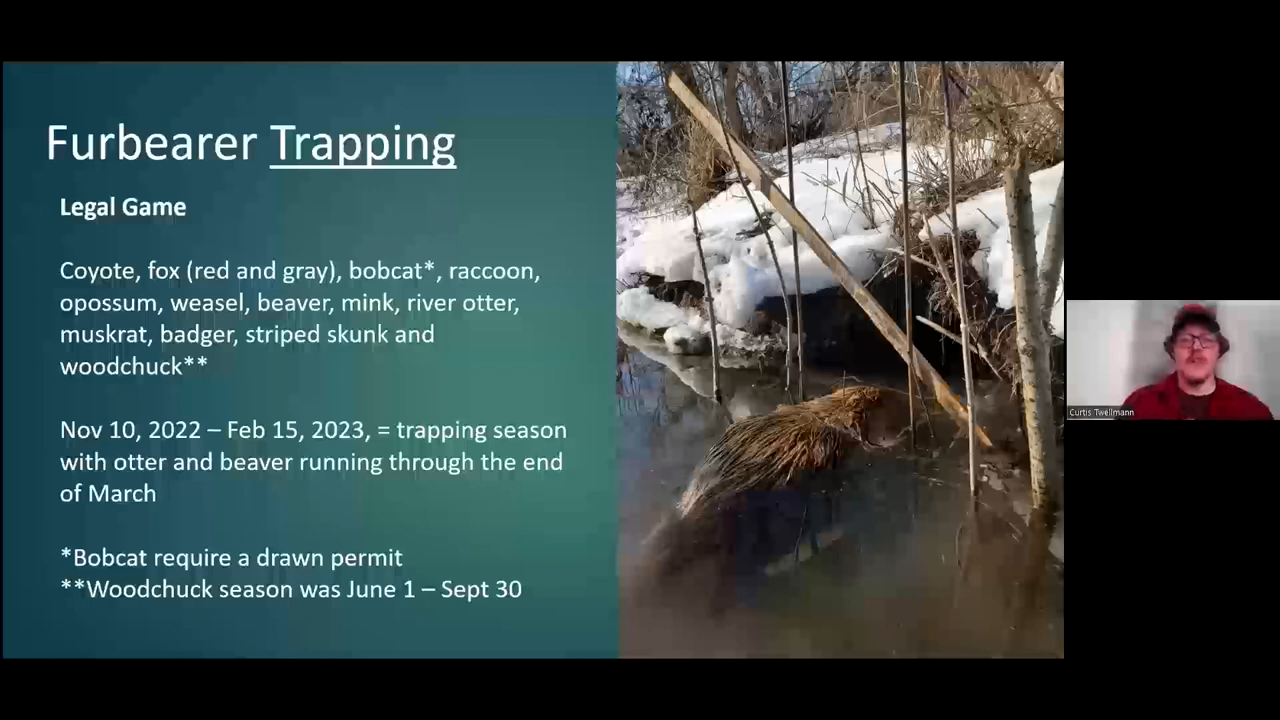 Furbearer Trapping
Legal Game
Coyote, fox (red and gray), bobcat*, raccoon,
opossum, weasel, beaver, mink, river otter,
muskrat, badger, striped skunk and
woodchuck**
Nov 10, 2022 – Feb 15, 2023, = trapping season
with otter and beaver running through the end
of March
*Bobcat require a drawn permit
**Woodchuck season was June 1 – Sept 30
Curtis Twellmann